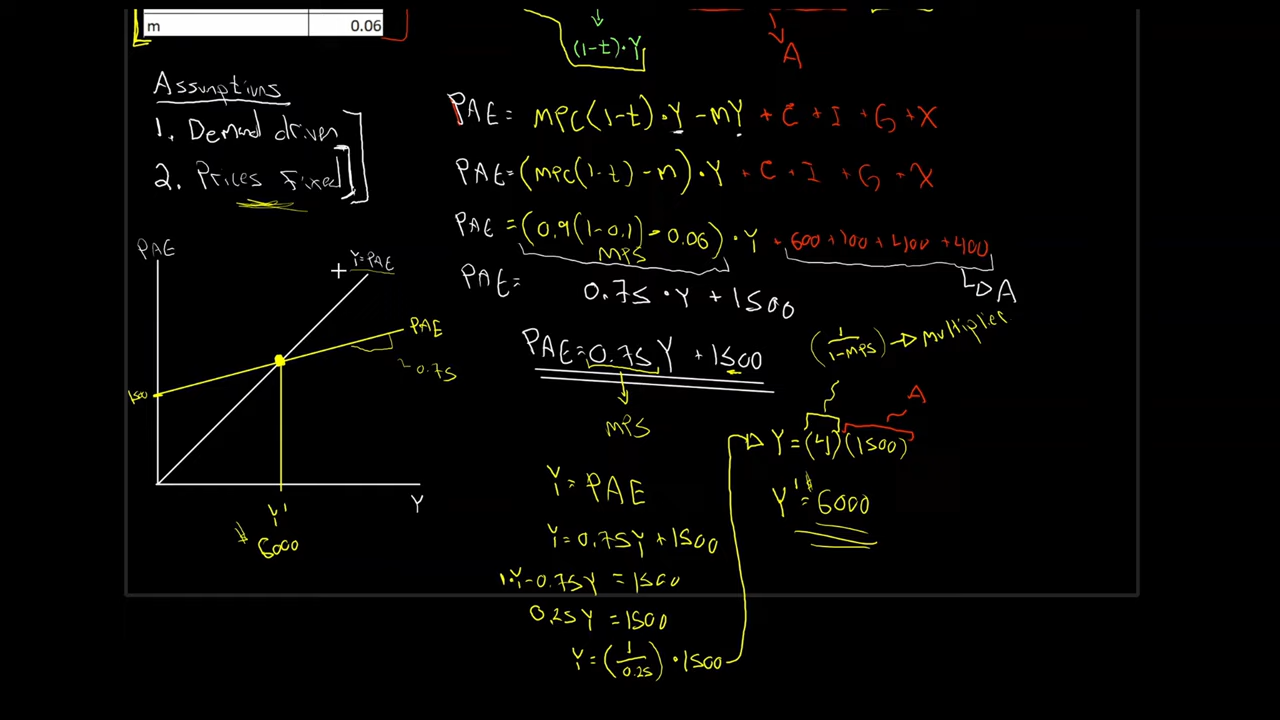 m 0.06
(1-t)·Y
A
Assumptions
1. Demand driven
2. Prices Fixed
PAE= MPC(1-t)·Y - mY + C + I + G + X
PAE=(MPC(1-t) - m)·Y + C + I + G + X
PAE =(0.9(1-0.1) - 0.06)·Y + 600+100+400+400
MPS
A
PAE= 0.75·Y + 1500
PAE=0.75Y +1500
MPS
(1/1-MPS) → multiplier
A
Y = (4)(1500)
Y' = 6000
Y= PAE
Y=0.75Y+1500
1·Y-0.75Y = 1500
0.25Y = 1500
Y= (1/0.25) · 1500
PAE
Y=PAE
PAE
0.75
1500
Y
Y'
6000